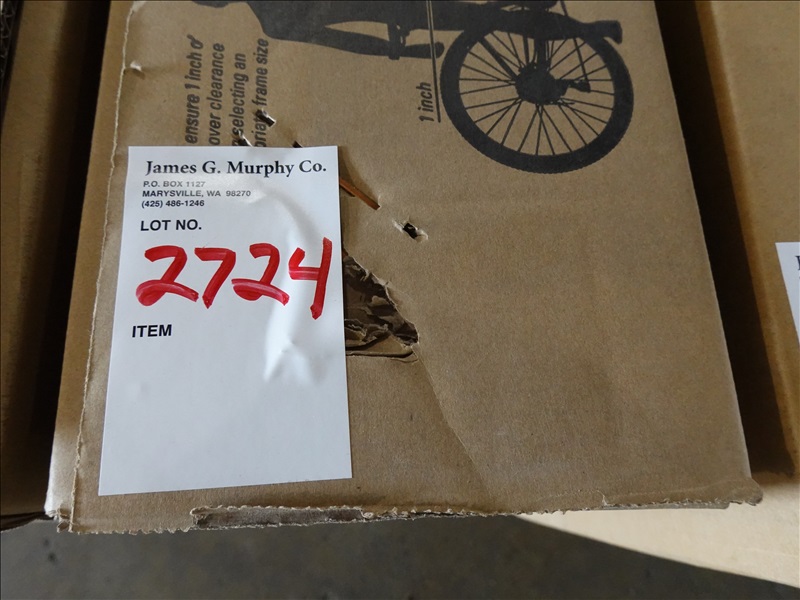 ensure 1 inch o
over clearance
selecting an
frame size
1 inch
James G. Murphy Co.
P.O. BOX 1127
MARYSVILLE, WA 98270
(425) 486-1246
LOT NO.
2724
ITEM